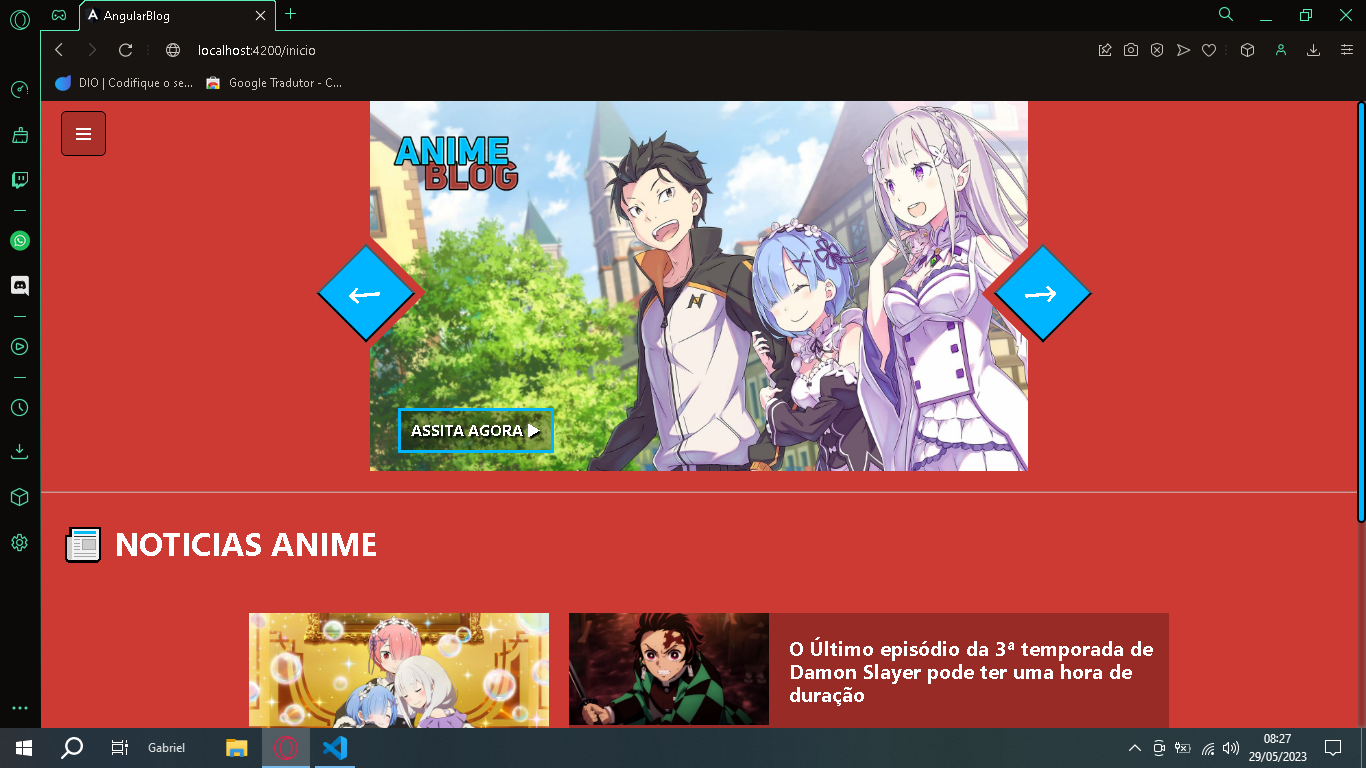 AngularBlog
localhost:4200/inicio
DIO | Codifique o se...
Google Tradutor - C...
ANIME
BLOG
ASSITA AGORA
NOTICIAS ANIME
O Último episódio da 3ª temporada de
Damon Slayer pode ter uma hora de
duração
Gabriel
08:27
29/05/2023